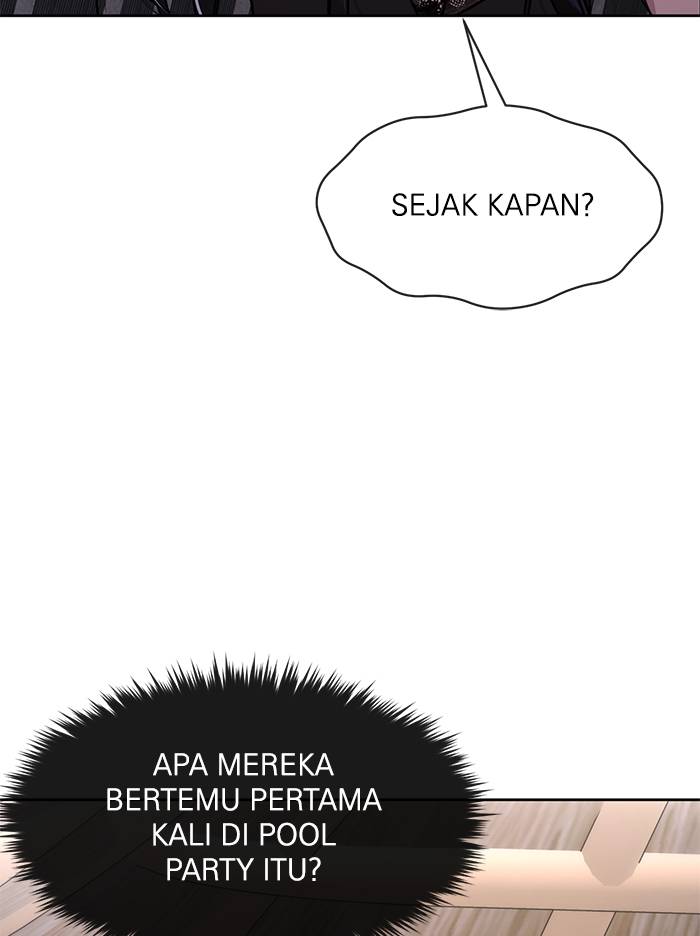 SEJAK KAPAN?
APA MEREKA
BERTEMU PERTAMA
KALI DI POOL
PARTY ITU?